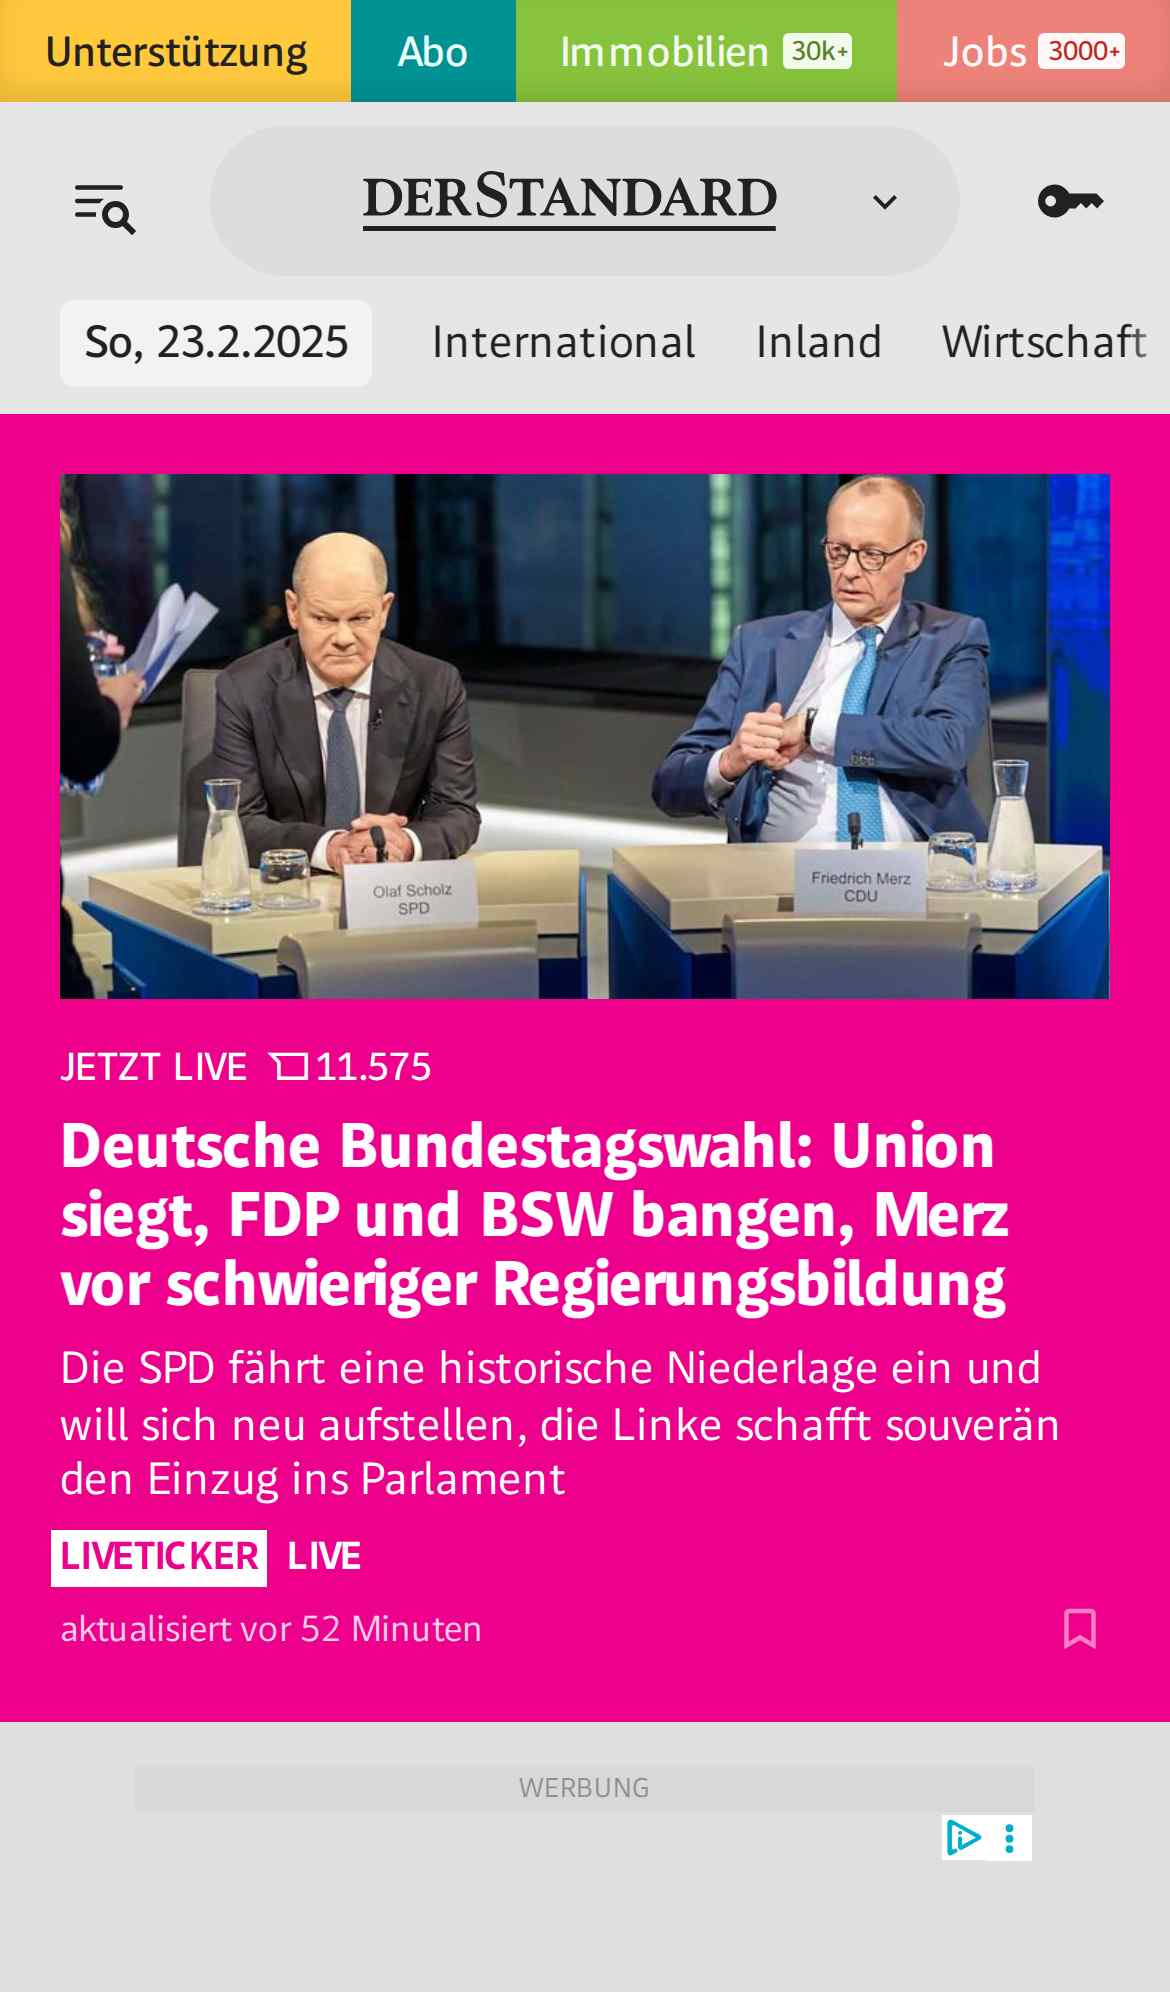 Unterstützung
Abo
Immobilien 30k+
Jobs 3000+
DERSTANDARD
So, 23.2.2025
International
Inland
Wirtschaft
Olaf Scholz
SPD
Friedrich Merz
CDU
JETZT LIVE 11.575
Deutsche Bundestagswahl: Union
siegt, FDP und BSW bangen, Merz
vor schwieriger Regierungsbildung
Die SPD fährt eine historische Niederlage ein und
will sich neu aufstellen, die Linke schafft souverän
den Einzug ins Parlament
LIVETICKER LIVE
aktualisiert vor 52 Minuten
WERBUNG